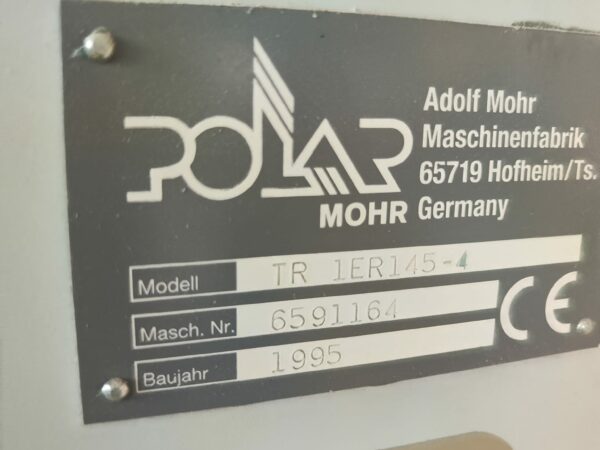 POLAR
MOHR
Adolf Mohr
Maschinenfabrik
65719 Hofheim/Ts.
Germany
Modell TR 1ER145-4
Masch. Nr. 6591164
Baujahr 1995
CE